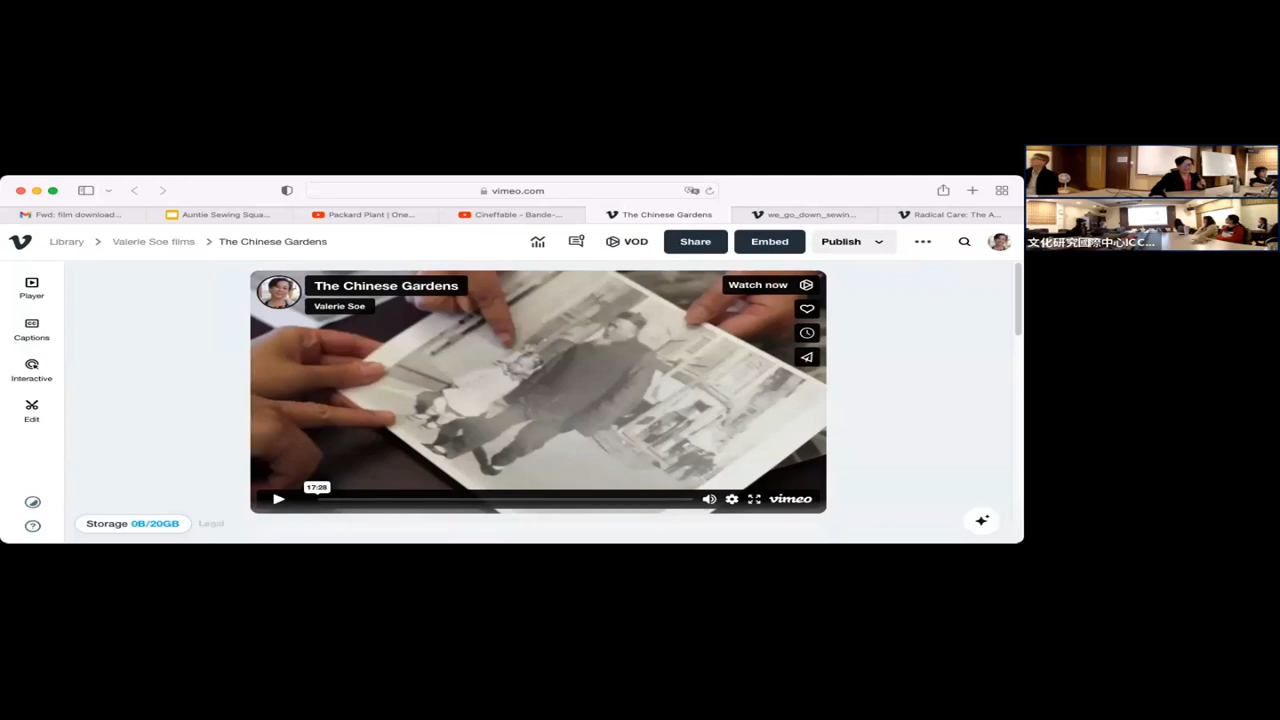 vimeo.com
Fwd: film download...
Auntie Sewing Squa...
Packard Plant | One...
Cineffable - Bande-...
The Chinese Gardens
we_go_down_sewin...
Radical Care: The A...
Library
Valerie Soe films
The Chinese Gardens
VOD
Share
Embed
Publish
Player
Captions
Interactive
Edit
The Chinese Gardens
Valerie Soe
Watch now
17:28
vimeo
Storage 0B/20GB
Legal
文化研究國際中心ICC...